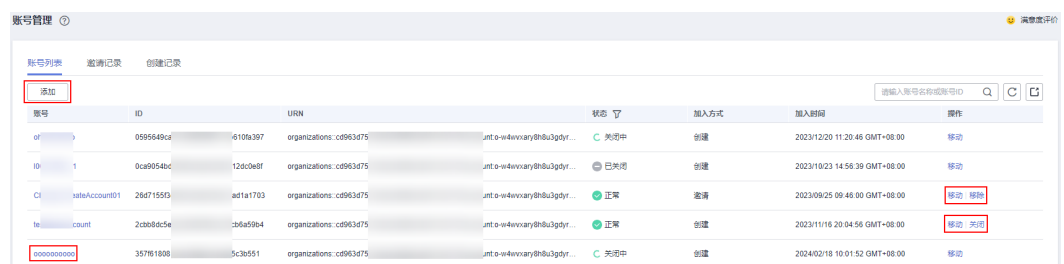 账号管理 ? 满意度评价
账号列表 邀请记录 创建记录
添加 请输入账号名称或账号ID
账号 ID URN 状态 加入方式 加入时间 操作
0595649ca 610fa397 organizations::cd963d75 unt:o-w4wvxary8h8u3gdyr... 关闭中 创建 2023/12/20 11:20:46 GMT+08:00 移动
1 0ca9054bd 12dc0e8f organizations::cd963d75 unt:o-w4wvxary8h8u3gdyr... 已关闭 创建 2023/10/23 14:56:39 GMT+08:00 移动
eateAccount01 26d7155f3 ad1a1703 organizations::cd963d75 unt:o-w4wvxary8h8u3gdyr... 正常 邀请 2023/09/25 09:46:00 GMT+08:00 移动 移除
te count 2cbb8dc5e cb6a59b4 organizations::cd963d75 unt:o-w4wvxary8h8u3gdyr... 正常 创建 2023/11/16 20:04:56 GMT+08:00 移动 关闭
oooooooooo 357f61808 5c3b551 organizations::cd963d75 unt:o-w4wvxary8h8u3gdyr... 关闭中 创建 2024/02/18 10:01:52 GMT+08:00 移动